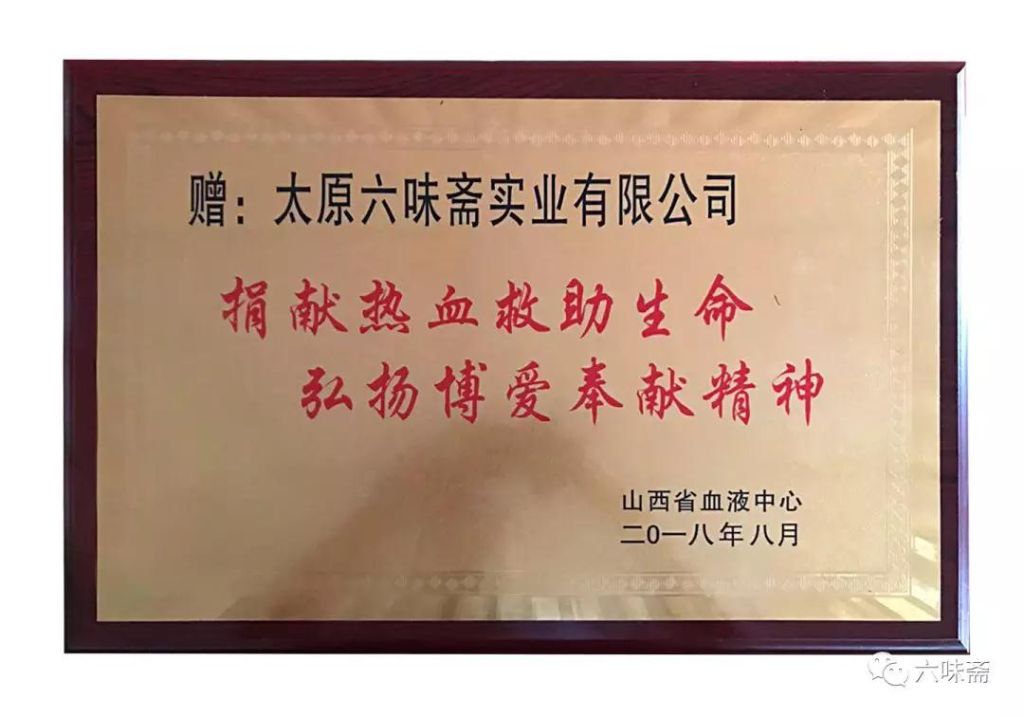 赠：太原六味斋实业有限公司
捐献热血救助生命
弘扬博爱奉献精神
山西省血液中心
二0一八年八月
六味斋